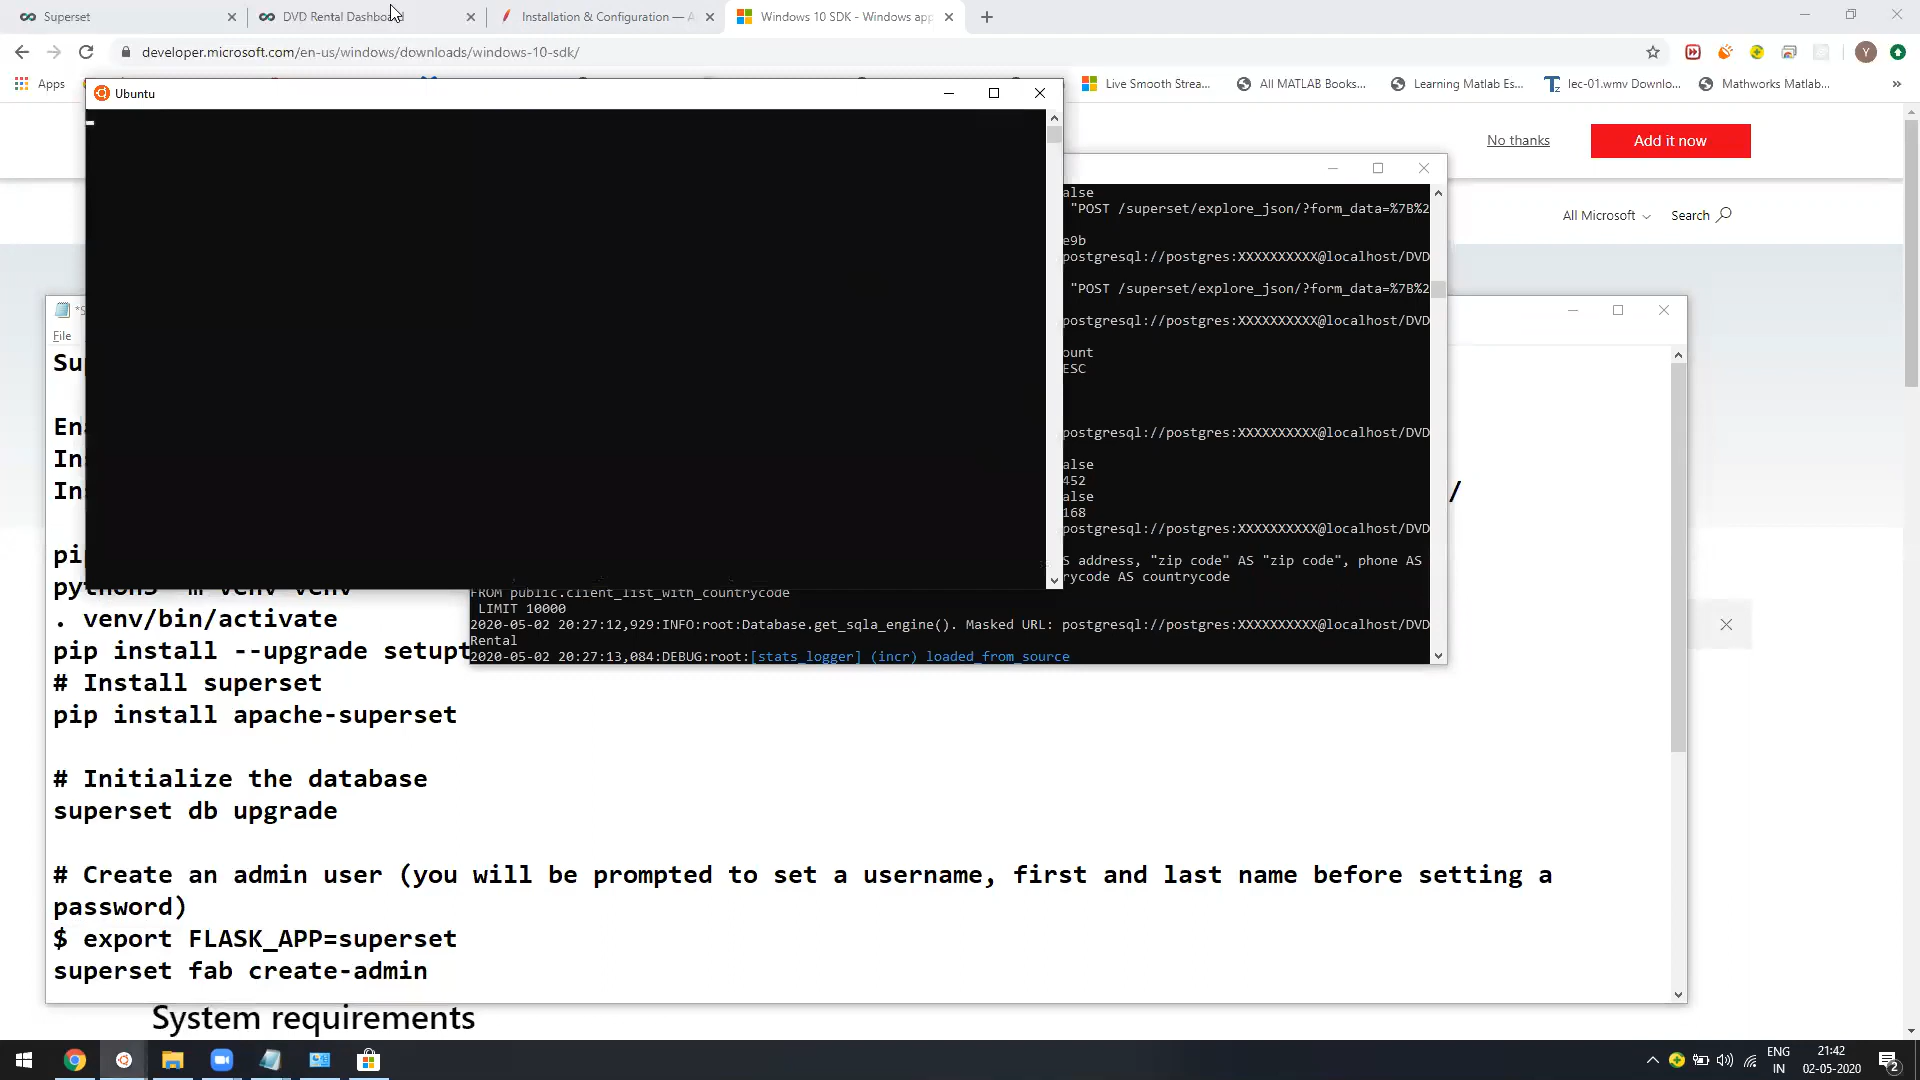 Superset
DVD Rental Dashboard
Installation & Configuration — A
Windows 10 SDK - Windows app
developer.microsoft.com/en-us/windows/downloads/windows-10-sdk/
Y
Apps
Live Smooth Strea...
All MATLAB Books...
Learning Matlab Es...
lec-01.wmv Downlo...
Mathworks Matlab...
»
Ubuntu
No thanks
Add it now
All Microsoft
Search
alse
"POST /superset/explore_json/?form_data=%7B%2
e9b
postgresql://postgres:XXXXXXXXXX@localhost/DVD
"POST /superset/explore_json/?form_data=%7B%2
postgresql://postgres:XXXXXXXXXX@localhost/DVD
ount
ESC
postgresql://postgres:XXXXXXXXXX@localhost/DVD
alse
452
alse
168
postgresql://postgres:XXXXXXXXXX@localhost/DVD
S address, "zip code" AS "zip code", phone AS
rycode AS countrycode
FROM public.client_list_with_countrycode
LIMIT 10000
2020-05-02 20:27:12,929:INFO:root:Database.get_sqla_engine(). Masked URL: postgresql://postgres:XXXXXXXXXX@localhost/DVD
Rental
2020-05-02 20:27:13,084:DEBUG:root:[stats_logger] (incr) loaded_from_source
File
Su
En
In
In /
pi
python3 -m venv venv
. venv/bin/activate
pip install --upgrade setupt
# Install superset
pip install apache-superset
# Initialize the database
superset db upgrade
# Create an admin user (you will be prompted to set a username, first and last name before setting a
password)
$ export FLASK_APP=superset
superset fab create-admin
System requirements
ENG
IN
21:42
02-05-2020
2